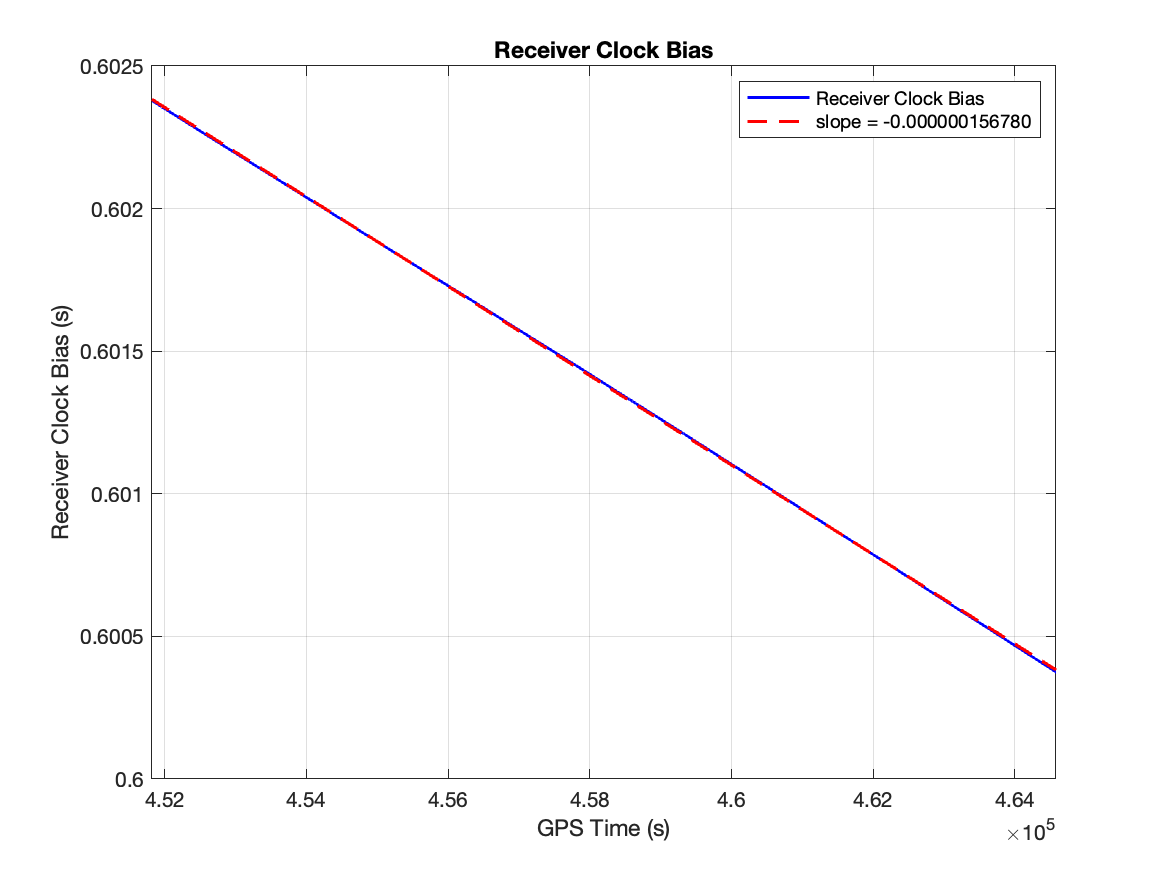 Receiver Clock Bias
Receiver Clock Bias
slope = -0.000000156780
Receiver Clock Bias (s)
0.6025
0.602
0.6015
0.601
0.6005
0.6
4.52 4.54 4.56 4.58 4.6 4.62 4.64
GPS Time (s)
×10⁵